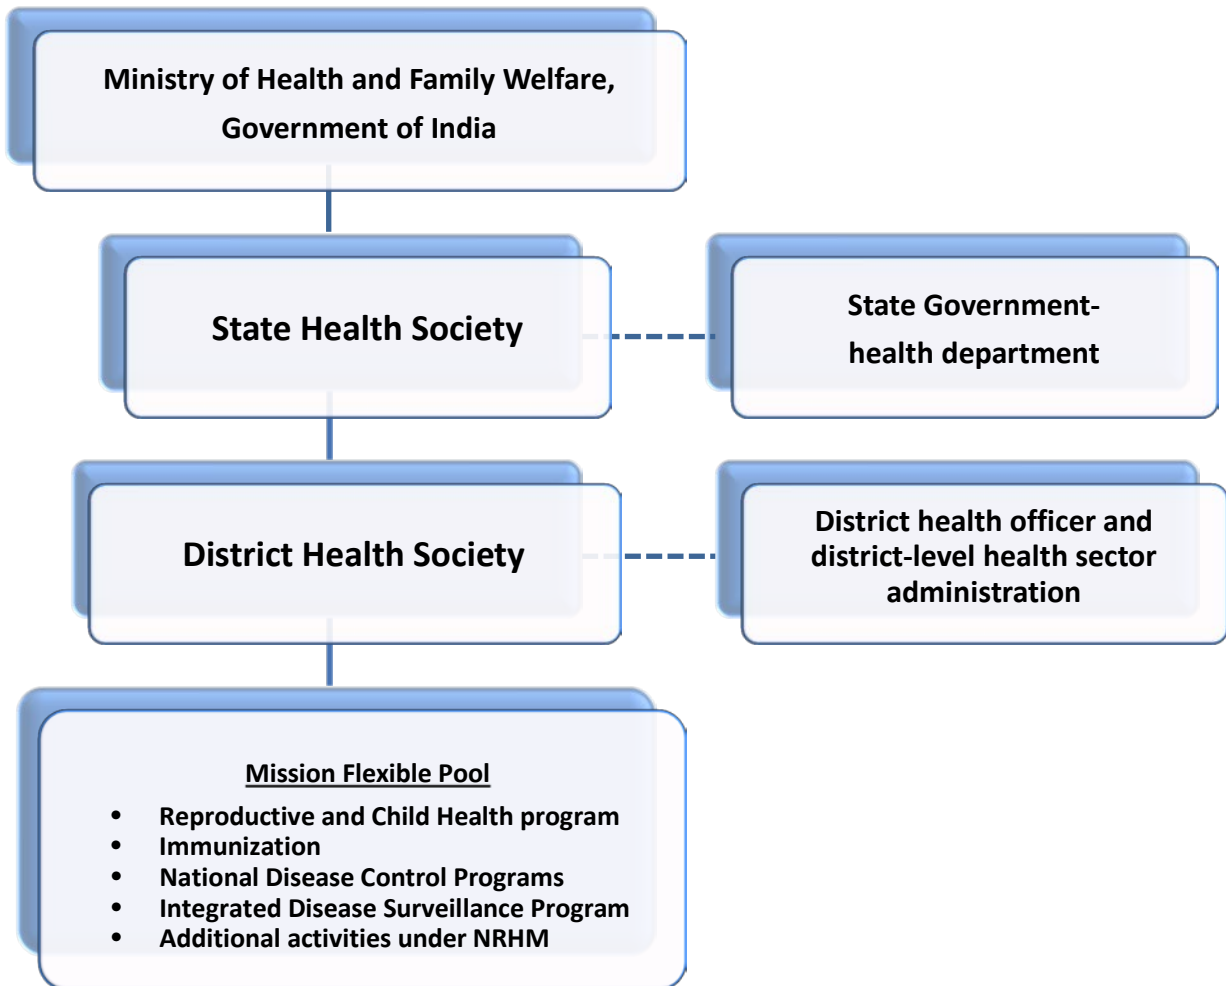 Ministry of Health and Family Welfare,
Government of India
State Health Society
State Government-
health department
District Health Society
District health officer and
district-level health sector
administration
Mission Flexible Pool
• Reproductive and Child Health program
• Immunization
• National Disease Control Programs
• Integrated Disease Surveillance Program
• Additional activities under NRHM